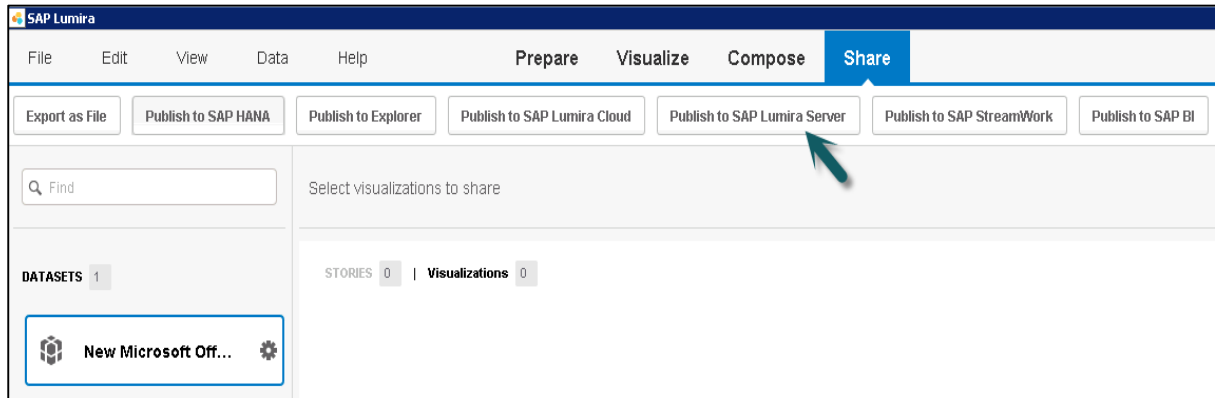 SAP Lumira
File Edit View Data Help Prepare Visualize Compose Share
Export as File Publish to SAP HANA Publish to Explorer Publish to SAP Lumira Cloud Publish to SAP Lumira Server Publish to SAP StreamWork Publish to SAP BI
Find
Select visualizations to share
DATASETS 1
STORIES 0 | Visualizations 0
New Microsoft Off...